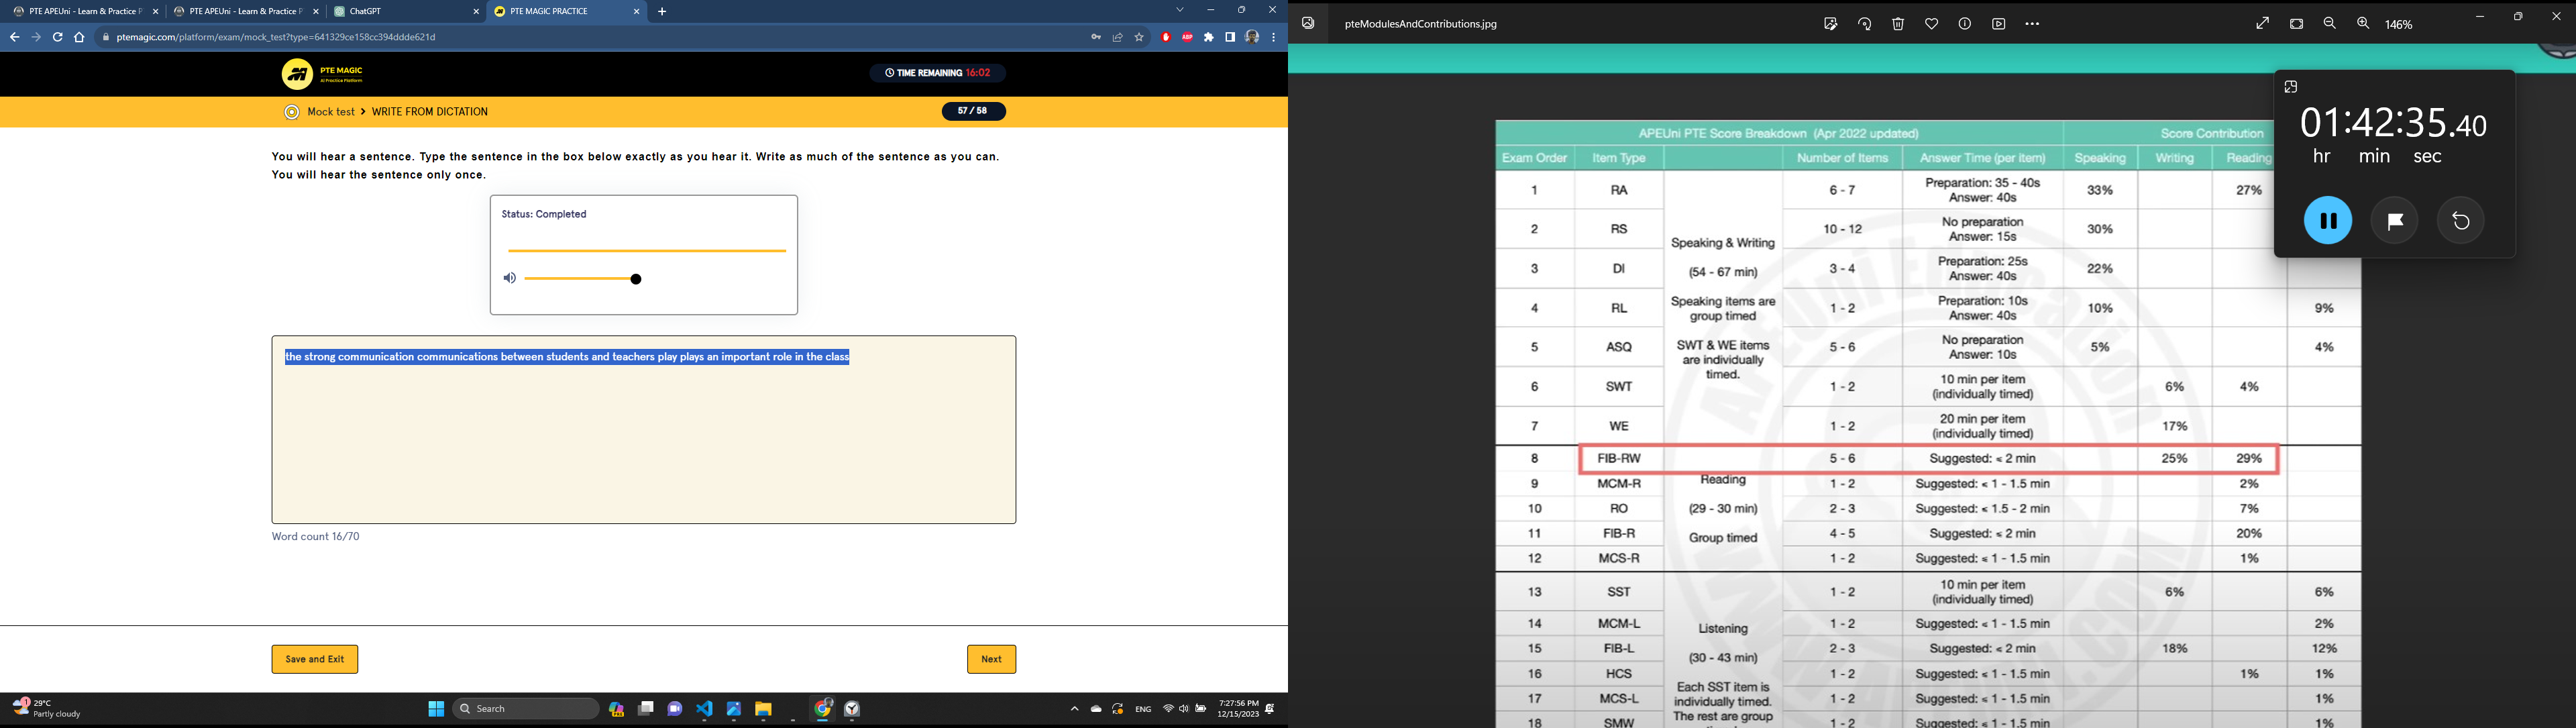 PTE APEUni - Learn & Practice P
PTE APEUni - Learn & Practice P
ChatGPT
PTE MAGIC PRACTICE
ptemagic.com/platform/exam/mock_test?type=641329ce158cc394ddde621d
ABP
PTE MAGIC
AI Practice Platform
TIME REMAINING 16:02
Mock test > WRITE FROM DICTATION
57 / 58
You will hear a sentence. Type the sentence in the box below exactly as you hear it. Write as much of the sentence as you can.
You will hear the sentence only once.
Status: Completed
the strong communication communications between students and teachers play plays an important role in the class
Word count 16/70
Save and Exit
Next
29°C
Partly cloudy
Search
ENG
7:27:56 PM
12/15/2023
pteModulesAndContributions.jpg
146%
01:42:35.40
hr min sec
APEUni PTE Score Breakdown (Apr 2022 updated) Score Contribution
Exam Order Item Type Number of Items Answer Time (per item) Speaking Writing Reading
1 RA 6 - 7 Preparation: 35 - 40s Answer: 40s 33% 27%
2 RS 10 - 12 No preparation Answer: 15s 30%
Speaking & Writing
(54 - 67 min)
3 DI 3 - 4 Preparation: 25s Answer: 40s 22%
Speaking items are group timed
4 RL 1 - 2 Preparation: 10s Answer: 40s 10% 9%
5 ASQ 5 - 6 No preparation Answer: 10s 5% 4%
SWT & WE items are individually timed.
6 SWT 1 - 2 10 min per item (individually timed) 6% 4%
7 WE 1 - 2 20 min per item (individually timed) 17%
8 FIB-RW 5 - 6 Suggested: < 2 min 25% 29%
Reading
9 MCM-R 1 - 2 Suggested: < 1 - 1.5 min 2%
10 RO (29 - 30 min) 2 - 3 Suggested: < 1.5 - 2 min 7%
11 FIB-R Group timed 4 - 5 Suggested: < 2 min 20%
12 MCS-R 1 - 2 Suggested: < 1 - 1.5 min 1%
13 SST 1 - 2 10 min per item (individually timed) 6% 6%
14 MCM-L Listening 1 - 2 Suggested: < 1 - 1.5 min 2%
15 FIB-L (30 - 43 min) 2 - 3 Suggested: < 2 min 18% 12%
16 HCS 1 - 2 Suggested: < 1 - 1.5 min 1% 1%
Each SST item is individually timed. The rest are group
17 MCS-L 1 - 2 Suggested: < 1 - 1.5 min 1%
18 SMW 1 - 2 Suggested: < 1 - 1.5 min 1%